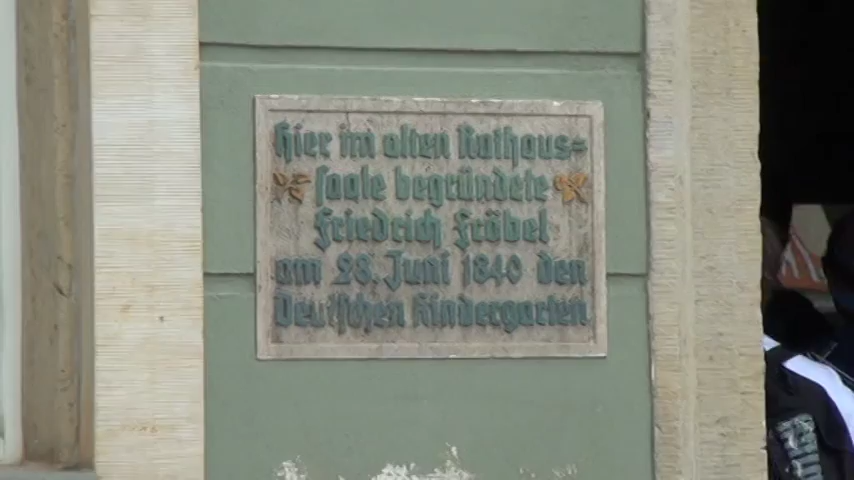 Hier im alten Rathaus=
saale begründete
Friedrich Fröbel
am 28. Juni 1840 den
Deutschen Kindergarten